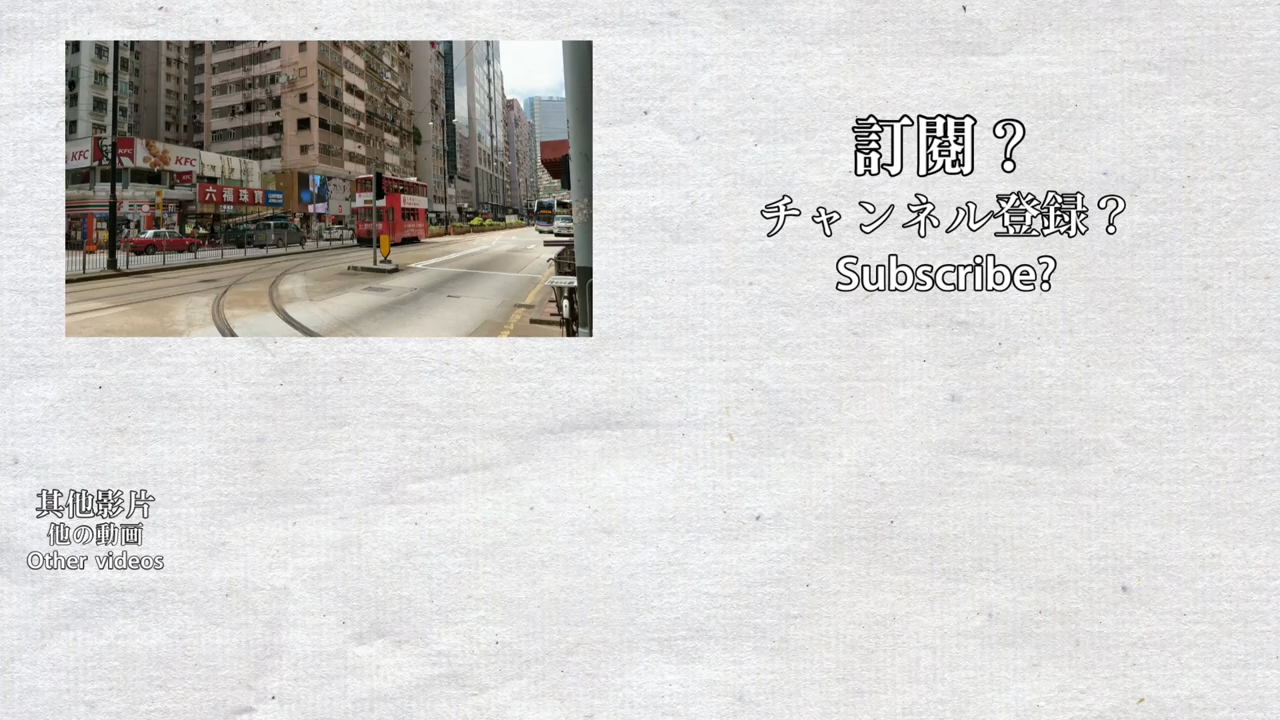 KFC
KFC
KFC
六福珠寶
訂閱？
チャンネル登録？
Subscribe?
其他影片
他の動画
Other videos